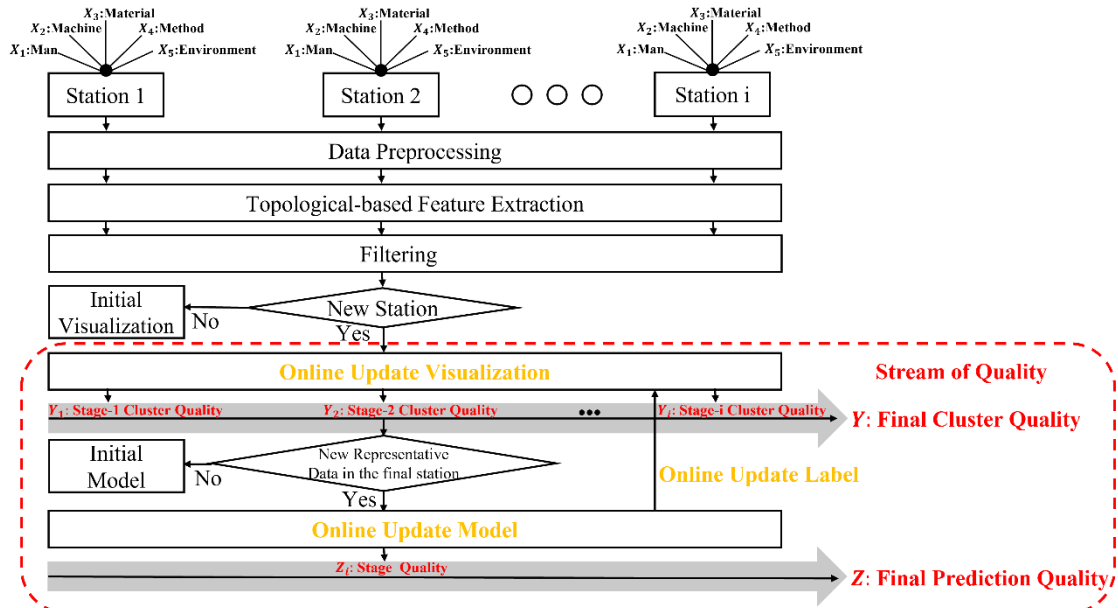 X₃:Material
X₂:Machine
X₄:Method
X₁:Man
X₅:Environment
X₃:Material
X₂:Machine
X₄:Method
X₁:Man
X₅:Environment
X₃:Material
X₂:Machine
X₄:Method
X₁:Man
X₅:Environment
Station 1
Station 2
Station i
Data Preprocessing
Topological-based Feature Extraction
Filtering
Initial
Visualization
No
New Station
Yes
Online Update Visualization
Stream of Quality
Y₁: Stage-1 Cluster Quality
Y₂: Stage-2 Cluster Quality
•••
Yᵢ: Stage-i Cluster Quality
Y: Final Cluster Quality
Initial
Model
No
New Representative
Data in the final station
Yes
Online Update Label
Online Update Model
Zᵢ: Stage Quality
Z: Final Prediction Quality